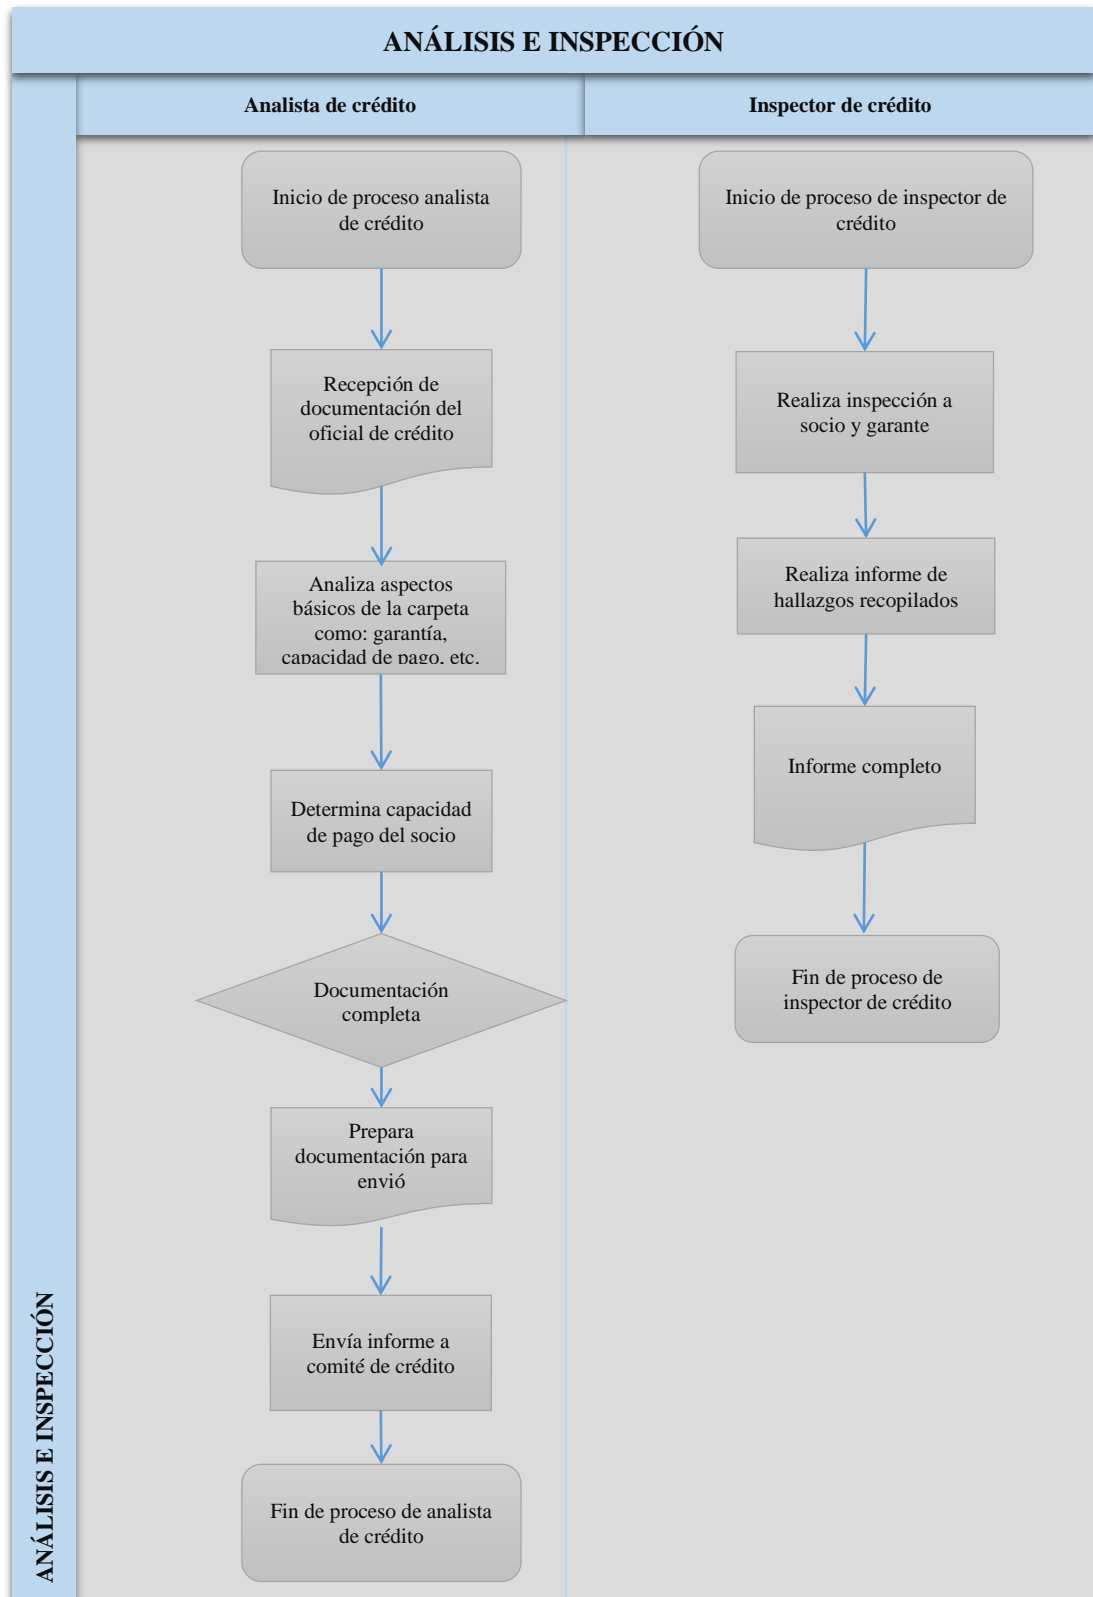 ANÁLISIS E INSPECCIÓN
Analista de crédito
Inspector de crédito
Inicio de proceso analista
de crédito
Recepción de
documentación del
oficial de crédito
Analiza aspectos
básicos de la carpeta
como: garantía,
capacidad de pago, etc.
Determina capacidad
de pago del socio
Documentación
completa
Prepara
documentación para
envió
Envía informe a
comité de crédito
Fin de proceso de analista
de crédito
Inicio de proceso de inspector de
crédito
Realiza inspección a
socio y garante
Realiza informe de
hallazgos recopilados
Informe completo
Fin de proceso de
inspector de crédito
ANÁLISIS E INSPECCIÓN